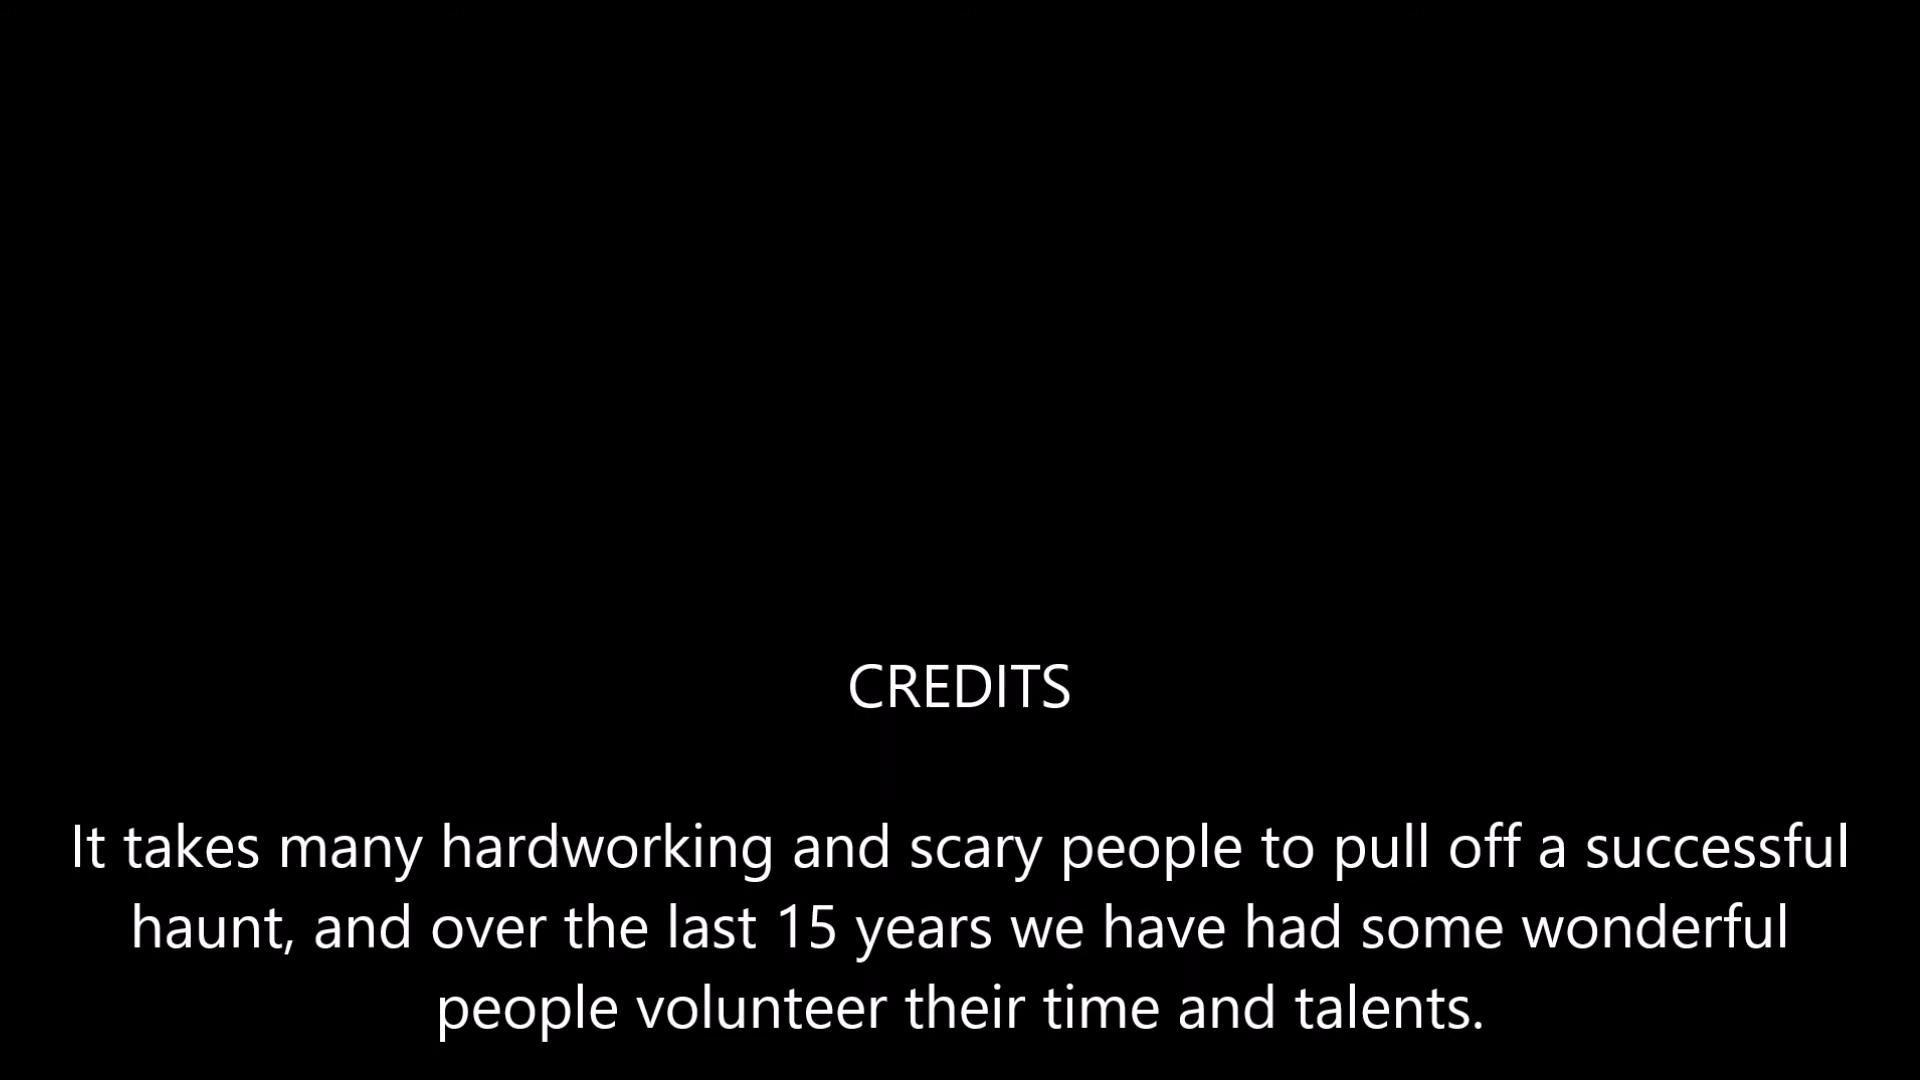 CREDITS
It takes many hardworking and scary people to pull off a successful
haunt, and over the last 15 years we have had some wonderful
people volunteer their time and talents.